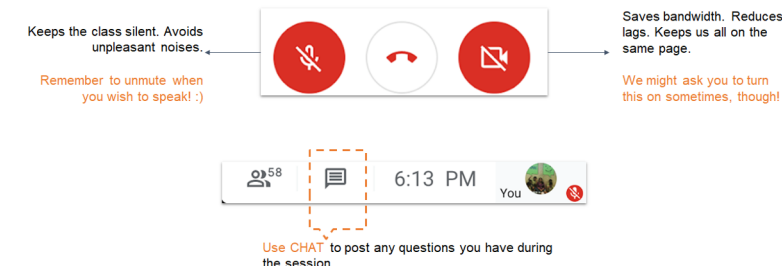 Keeps the class silent. Avoids
unpleasant noises.
Remember to unmute when
you wish to speak! :)
Saves bandwidth. Reduces
lags. Keeps us all on the
same page.
We might ask you to turn
this on sometimes, though!
58
6:13 PM
You
Use CHAT to post any questions you have during
the session